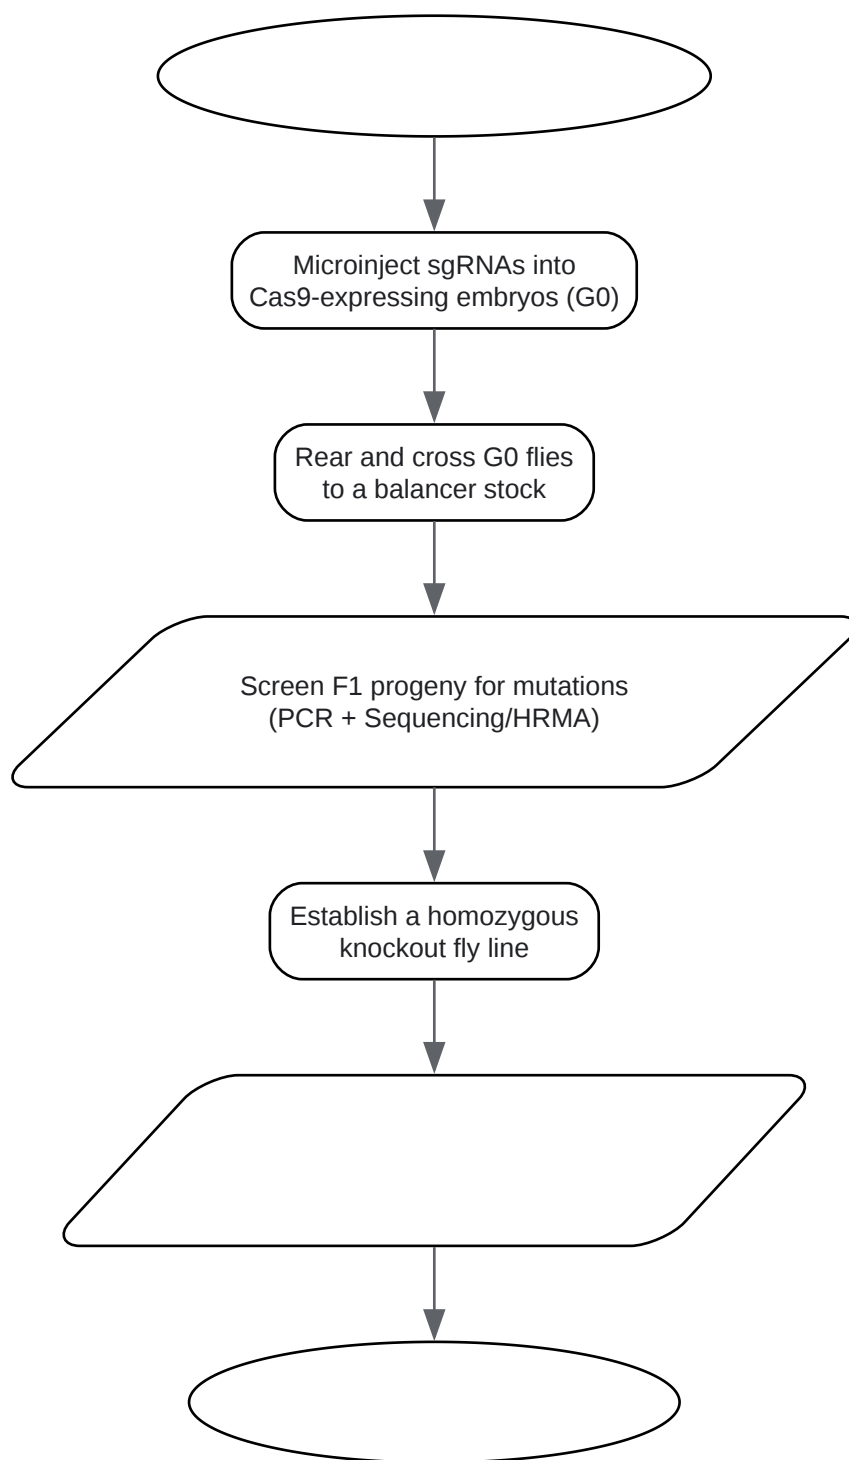 Microinject sgRNAs into
Cas9-expressing embryos (G0)
Rear and cross G0 flies
to a balancer stock
Screen F1 progeny for mutations
(PCR + Sequencing/HRMA)
Establish a homozygous
knockout fly line